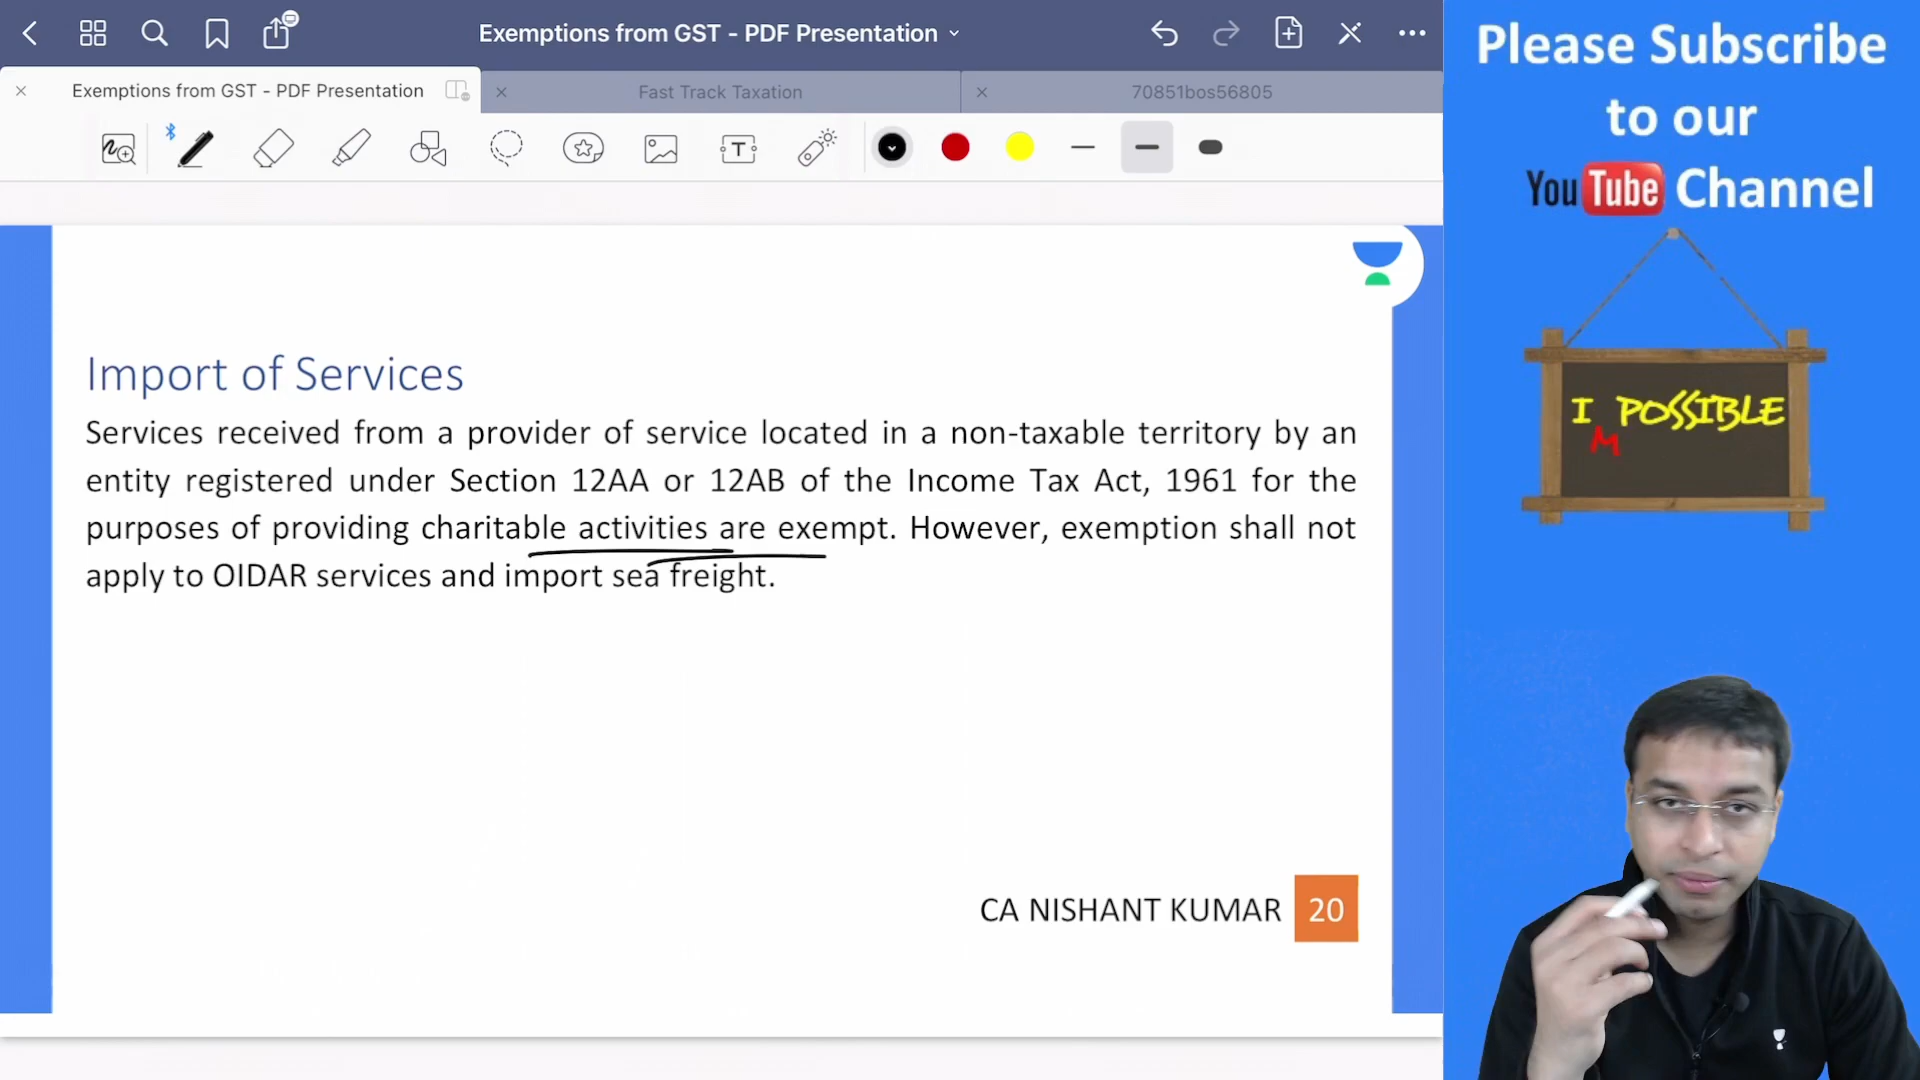 Exemptions from GST - PDF Presentation
Exemptions from GST - PDF Presentation
Fast Track Taxation
70851bos56805
T
Import of Services
Services received from a provider of service located in a non-taxable territory by an
entity registered under Section 12AA or 12AB of the Income Tax Act, 1961 for the
purposes of providing charitable activities are exempt. However, exemption shall not
apply to OIDAR services and import sea freight.
CA NISHANT KUMAR 20
Please Subscribe
to our
YouTube Channel
I POSSIBLE
M